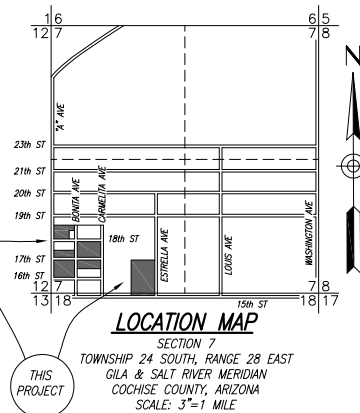 1 6
12 7
6 5
7 8
N
"A" AVE
23th ST
21th ST
20th ST
19th ST
BONITA AVE
CARMELITA AVE
18th ST
17th ST
16th ST
ESTRELLA AVE
LOUIS AVE
WASHINGTON AVE
12 7
13 18
7 8
18 17
15th ST
LOCATION MAP
SECTION 7
TOWNSHIP 24 SOUTH, RANGE 28 EAST
GILA & SALT RIVER MERIDIAN
COCHISE COUNTY, ARIZONA
SCALE: 3"=1 MILE
THIS
PROJECT